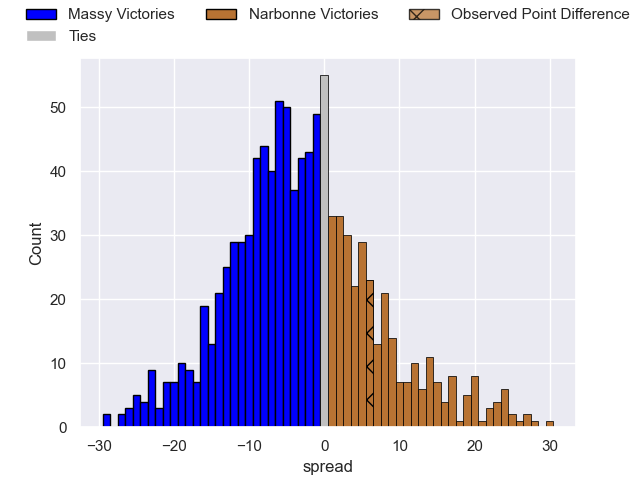 Massy Victories
Narbonne Victories
Observed Point Difference
Ties
Count
50
40
30
20
10
0
−30
−20
−10
0
10
20
30
spread